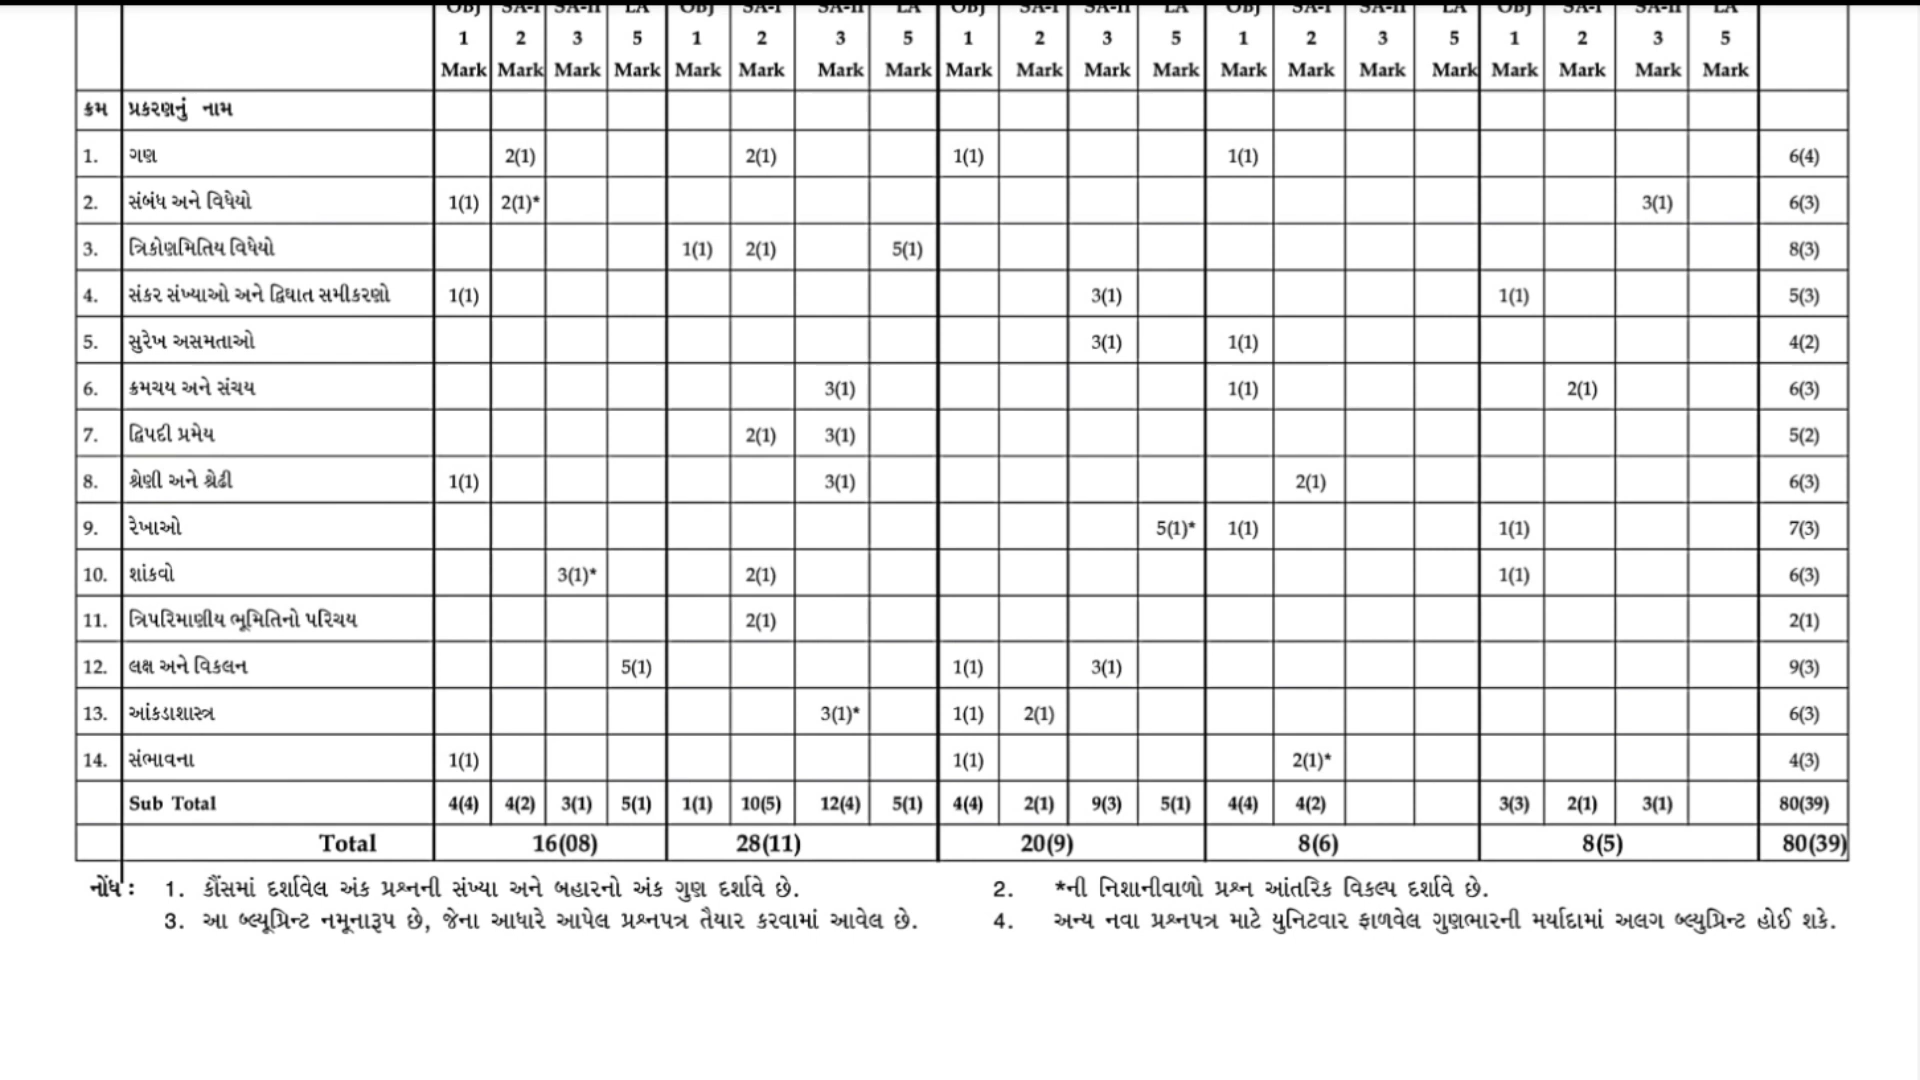 OBJ SA-I SA-II LA OBJ SA-I SA-II LA OBJ SA-I SA-II LA OBJ SA-I SA-II LA OBJ SA-I SA-II LA
1 2 3 5 1 2 3 5 1 2 3 5 1 2 3 5 1 2 3 5
Mark Mark Mark Mark Mark Mark Mark Mark Mark Mark Mark Mark Mark Mark Mark Mark Mark Mark Mark Mark
ક્રમ પ્રકરણનું નામ
1. ગણ 2(1) 2(1) 1(1) 1(1) 6(4)
2. સંબંધ અને વિધેયો 1(1) 2(1)* 3(1) 6(3)
3. ત્રિકોણમિતિય વિધેયો 1(1) 2(1) 5(1) 8(3)
4. સંકર સંખ્યાઓ અને દ્વિઘાત સમીકરણો 1(1) 3(1) 1(1) 5(3)
5. સુરેખ અસમતાઓ 3(1) 1(1) 4(2)
6. ક્રમચય અને સંચય 3(1) 1(1) 2(1) 6(3)
7. દ્વિપદી પ્રમેય 2(1) 3(1) 5(2)
8. શ્રેણી અને શ્રેઢી 1(1) 3(1) 2(1) 6(3)
9. રેખાઓ 5(1)* 1(1) 1(1) 7(3)
10. શાંકવો 3(1)* 2(1) 1(1) 6(3)
11. ત્રિપરિમાણીય ભૂમિતિનો પરિચય 2(1) 2(1)
12. લક્ષ અને વિકલન 5(1) 1(1) 3(1) 9(3)
13. આંકડાશાસ્ત્ર 3(1)* 1(1) 2(1) 6(3)
14. સંભાવના 1(1) 1(1) 2(1)* 4(3)
Sub Total 4(4) 4(2) 3(1) 5(1) 1(1) 10(5) 12(4) 5(1) 4(4) 2(1) 9(3) 5(1) 4(4) 4(2) 3(3) 2(1) 3(1) 80(39)
Total 16(08) 28(11) 20(9) 8(6) 8(5) 80(39)
નોંધ : 1. કૌંસમાં દર્શાવેલ અંક પ્રશ્નની સંખ્યા અને બહારનો અંક ગુણ દર્શાવે છે. 2. *ની નિશાનીવાળો પ્રશ્ન આંતરિક વિકલ્પ દર્શાવે છે.
3. આ બ્લ્યૂપ્રિન્ટ નમૂનારૂપ છે, જેના આધારે આપેલ પ્રશ્નપત્ર તૈયાર કરવામાં આવેલ છે. 4. અન્ય નવા પ્રશ્નપત્ર માટે યુનિટવાર ફાળવેલ ગુણભારની મર્યાદામાં અલગ બ્લ્યુપ્રિન્ટ હોઈ શકે.